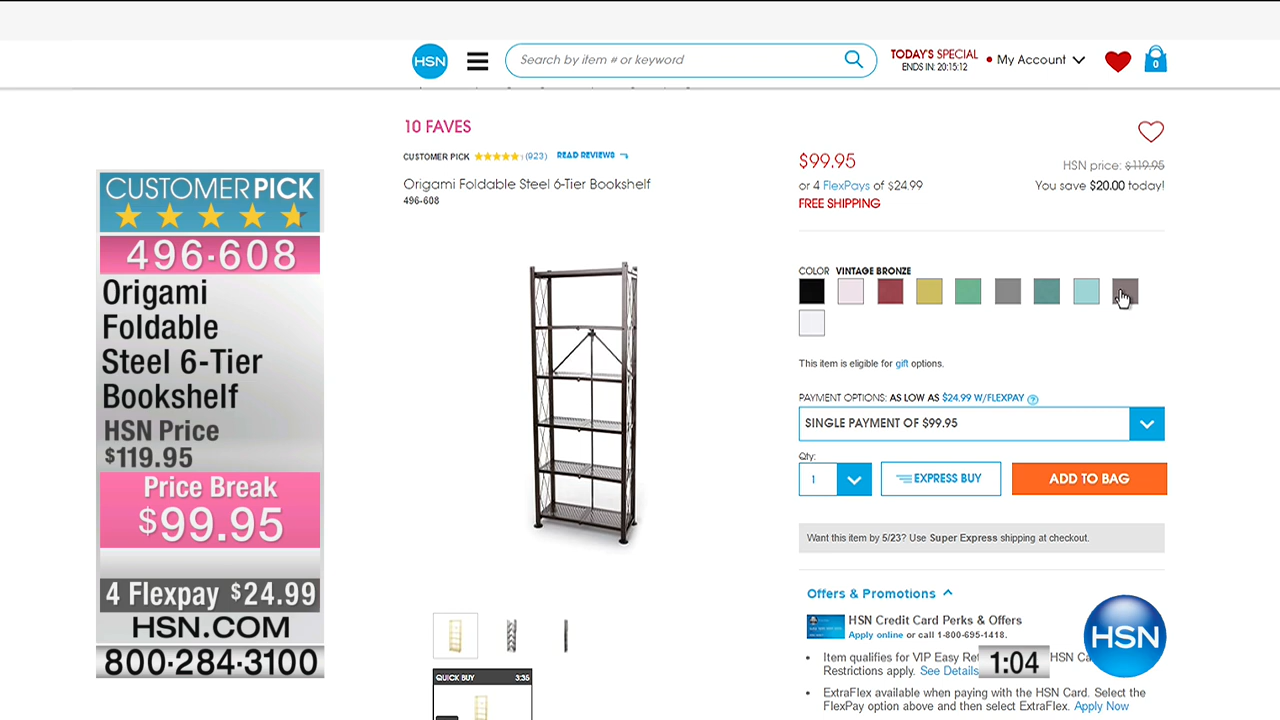 HSN
Search by item # or keyword
TODAY'S SPECIAL
ENDS IN: 20:15:12
My Account
0
10 FAVES
CUSTOMER PICK (923) READ REVIEWS
Origami Foldable Steel 6-Tier Bookshelf
496-608
$99.95
HSN price: $119.95
or 4 FlexPays of $24.99
You save $20.00 today!
FREE SHIPPING
COLOR VINTAGE BRONZE
This item is eligible for gift options.
PAYMENT OPTIONS: AS LOW AS $24.99 W/FLEXPAY ?
SINGLE PAYMENT OF $99.95
Qty:
1
EXPRESS BUY
ADD TO BAG
Want this item by 5/23? Use Super Express shipping at checkout.
Offers & Promotions
HSN Credit Card Perks & Offers
Apply online or call 1-800-695-1418.
Item qualifies for VIP Easy HSN
Restrictions apply. See Details
ExtraFlex available when paying with the HSN Card. Select the
FlexPay option above and then select ExtraFlex. Apply Now
QUICK BUY 3:35
CUSTOMER PICK
496-608
Origami
Foldable
Steel 6-Tier
Bookshelf
HSN Price
$119.95
Price Break
$99.95
4 Flexpay $24.99
HSN.COM
800-284-3100
1:04
HSN